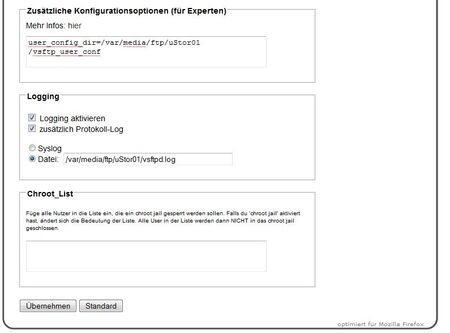 Zusätzliche Konfigurationsoptionen (für Experten)
Mehr Infos: hier
user_config_dir=/var/media/ftp/uStor01
/vsftp_user_conf
Logging
Logging aktivieren
zusätzlich Protokoll-Log
Syslog
Datei: /var/media/ftp/uStor01/vsftpd.log
Chroot_List
Füge alle Nutzer in die Liste ein, die ein chroot jail gesperrt werden sollen. Falls du 'chroot jail' aktiviert
hast, ändert sich die Bedeutung der Liste. Alle User in der Liste werden dann NICHT in das chroot jail
geschlossen.
Übernehmen Standard
optimiert für Mozilla Firefox